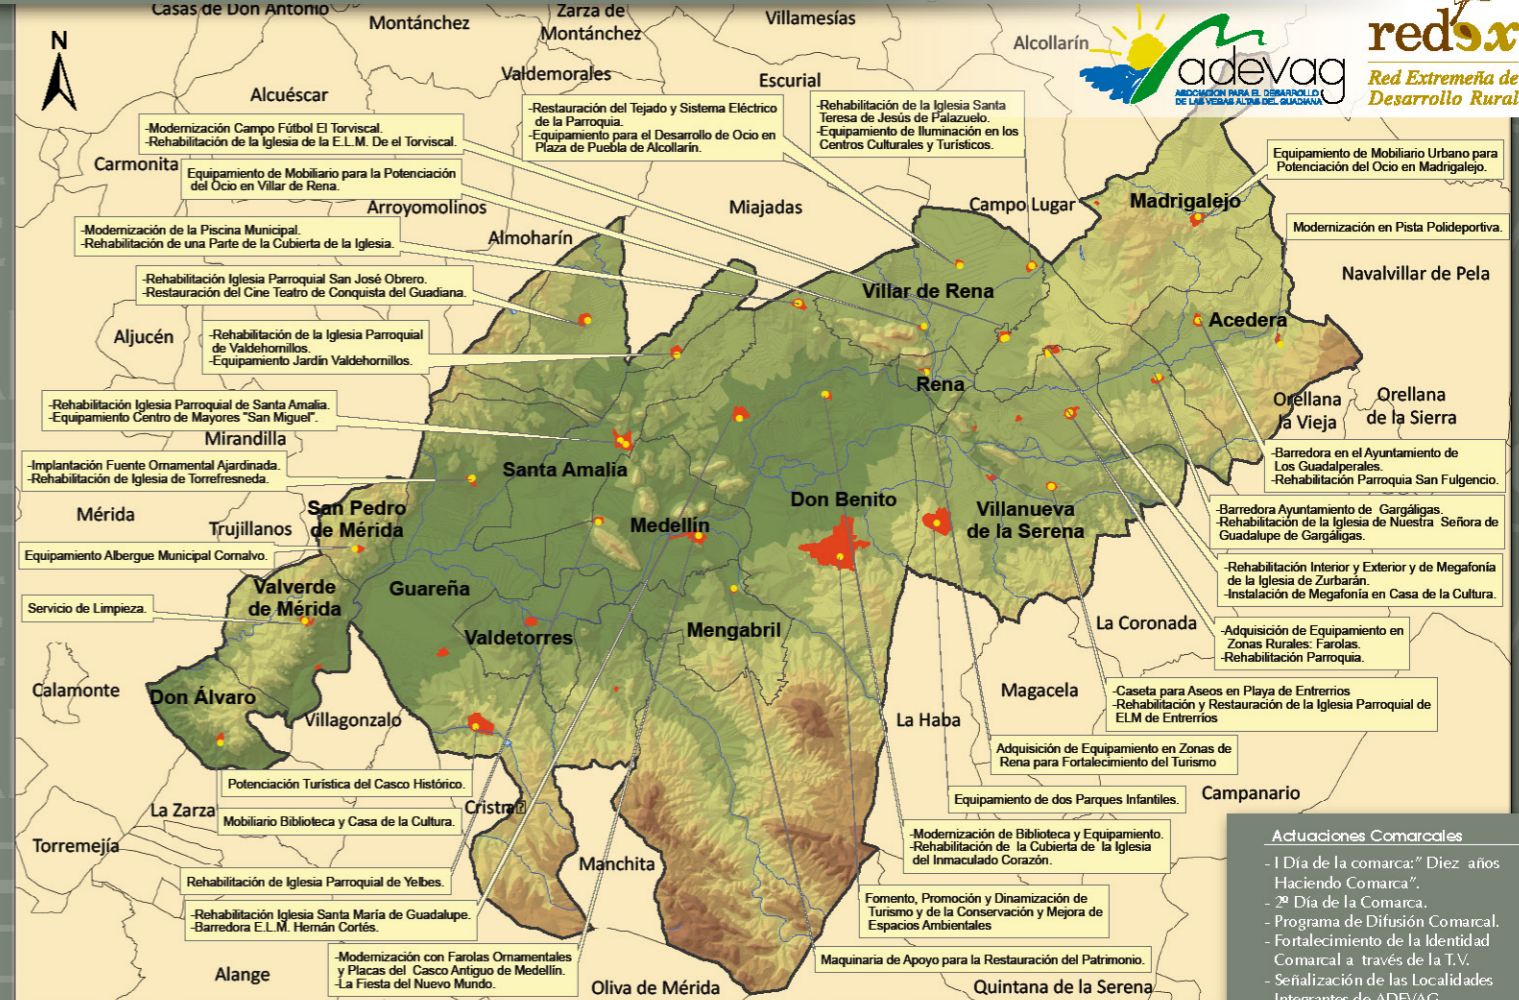 Casas de Don Antonio
Montánchez
Zarza de
Montánchez
Villamesías
Alcollarín
adevag
ASOCIACION PARA EL DESARROLLO
DE LAS VEGAS ALTAS DEL GUADIANA
redex
Red Extremeña de
Desarrollo Rural
N
Valdemorales
Escurial
Alcuéscar
-Modernización Campo Fútbol El Torviscal.
-Rehabilitación de la Iglesia de la E.L.M. De el Torviscal.
-Restauración del Tejado y Sistema Eléctrico
de la Parroquia.
-Equipamiento para el Desarrollo de Ocio en
Plaza de Puebla de Alcollarín.
-Rehabilitación de la Iglesia Santa
Teresa de Jesús de Palazuelo.
-Equipamiento de Iluminación en los
Centros Culturales y Turísticos.
Equipamiento de Mobiliario Urbano para
Potenciación del Ocio en Madrigalejo.
Carmonita
Equipamiento de Mobiliario para la Potenciación
del Ocio en Villar de Rena.
Arroyomolinos
Miajadas
Campo Lugar
Madrigalejo
-Modernización de la Piscina Municipal.
-Rehabilitación de una Parte de la Cubierta de la Iglesia.
Almoharín
Modernización en Pista Polideportiva.
-Rehabilitación Iglesia Parroquial San José Obrero.
-Restauración del Cine Teatro de Conquista del Guadiana.
Villar de Rena
Navalvillar de Pela
Aljucén
-Rehabilitación de la Iglesia Parroquial
de Valdehornillos.
-Equipamiento Jardín Valdehornillos.
Acedera
Rena
Orellana
la Vieja
Orellana
de la Sierra
-Rehabilitación Iglesia Parroquial de Santa Amalia.
-Equipamiento Centro de Mayores "San Miguel".
Mirandilla
-Implantación Fuente Ornamental Ajardinada.
-Rehabilitación de Iglesia de Torrefresneda.
Santa Amalia
-Barredora en el Ayuntamiento de
Los Guadalperales.
-Rehabilitación Parroquia San Fulgencio.
Mérida
Trujillanos
San Pedro
de Mérida
Medellín
Don Benito
Villanueva
de la Serena
-Barredora Ayuntamiento de Gargáligas.
-Rehabilitación de la Iglesia de Nuestra Señora de
Guadalupe de Gargáligas.
Equipamiento Albergue Municipal Cornalvo.
-Rehabilitación Interior y Exterior y de Megafonía
de la Iglesia de Zurbarán.
-Instalación de Megafonía en Casa de la Cultura.
Valverde
de Mérida
Guareña
Servicio de Limpieza.
Valdetorres
Mengabril
La Coronada
-Adquisición de Equipamiento en
Zonas Rurales: Farolas.
-Rehabilitación Parroquia.
Calamonte
Don Álvaro
Villagonzalo
Magacela
-Caseta para Aseos en Playa de Entrerrios
-Rehabilitación y Restauración de la Iglesia Parroquial de
ELM de Entrerríos
La Haba
Adquisición de Equipamiento en Zonas de
Rena para Fortalecimiento del Turismo
Potenciación Turística del Casco Histórico.
Equipamiento de dos Parques Infantiles.
Campanario
La Zarza
Mobiliario Biblioteca y Casa de la Cultura.
Cristina
Torremejía
-Modernización de Biblioteca y Equipamiento.
-Rehabilitación de la Cubierta de la Iglesia
del Inmaculado Corazón.
Manchita
Rehabilitación de Iglesia Parroquial de Yelbes.
Fomento, Promoción y Dinamización de
Turismo y de la Conservación y Mejora de
Espacios Ambientales
-Rehabilitación Iglesia Santa María de Guadalupe.
-Barredora E.L.M. Hernán Cortés.
-Modernización con Farolas Ornamentales
y Placas del Casco Antiguo de Medellín.
-La Fiesta del Nuevo Mundo.
Maquinaria de Apoyo para la Restauración del Patrimonio.
Alange
Oliva de Mérida
Quintana de la Serena
Actuaciones Comarcales
- I Día de la comarca:" Diez años
Haciendo Comarca".
- 2º Día de la Comarca.
- Programa de Difusión Comarcal.
- Fortalecimiento de la Identidad
Comarcal a través de la T.V.
- Señalización de las Localidades
Integrantes de ADEVAG